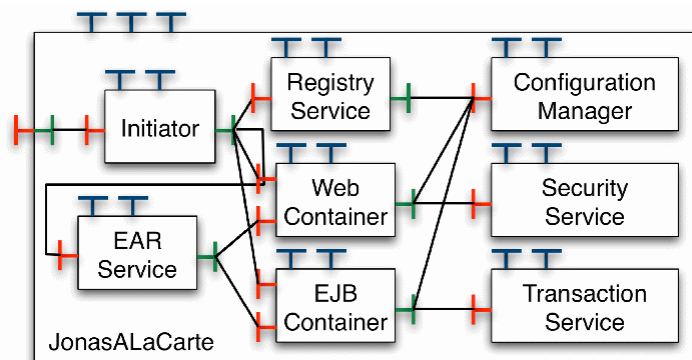 Registry
Service
Configuration
Manager
Initiator
Web
Container
Security
Service
EAR
Service
EJB
Container
Transaction
Service
JonasALaCarte